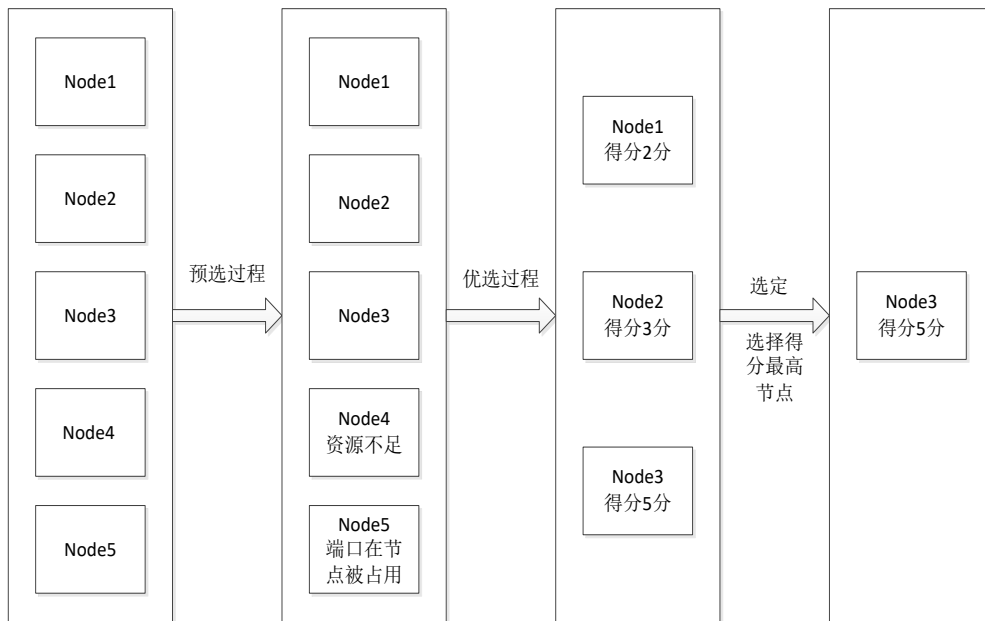 Node1
Node2
Node3
Node4
Node5
预选过程
Node1
Node2
Node3
Node4
资源不足
Node5
端口在节
点被占用
优选过程
Node1
得分2分
Node2
得分3分
Node3
得分5分
选定
选择得
分最高
节点
Node3
得分5分